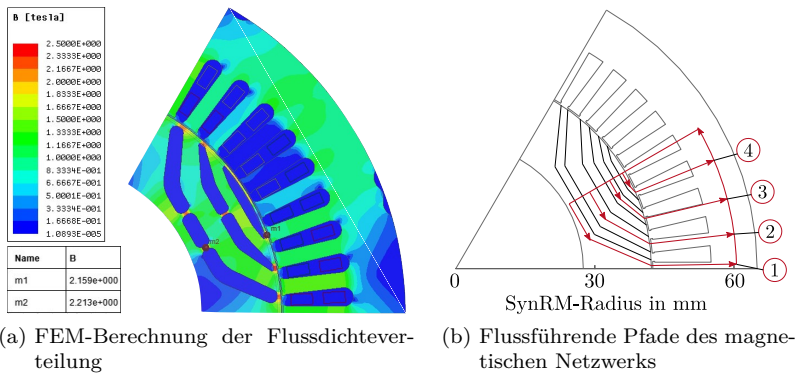 B [tesla]
2.5000E+000
2.3333E+000
2.1667E+000
2.0000E+000
1.8333E+000
1.6667E+000
1.5000E+000
1.3333E+000
1.1667E+000
1.0000E+000
8.3334E-001
6.6667E-001
5.0001E-001
3.3334E-001
1.6668E-001
1.0893E-005
Name B
m1 2.159e+000
m2 2.213e+000
m1
m2
4
3
2
1
0 30 60
SynRM-Radius in mm
(a) FEM-Berechnung der Flussdichtever-
teilung
(b) Flussführende Pfade des magne-
tischen Netzwerks